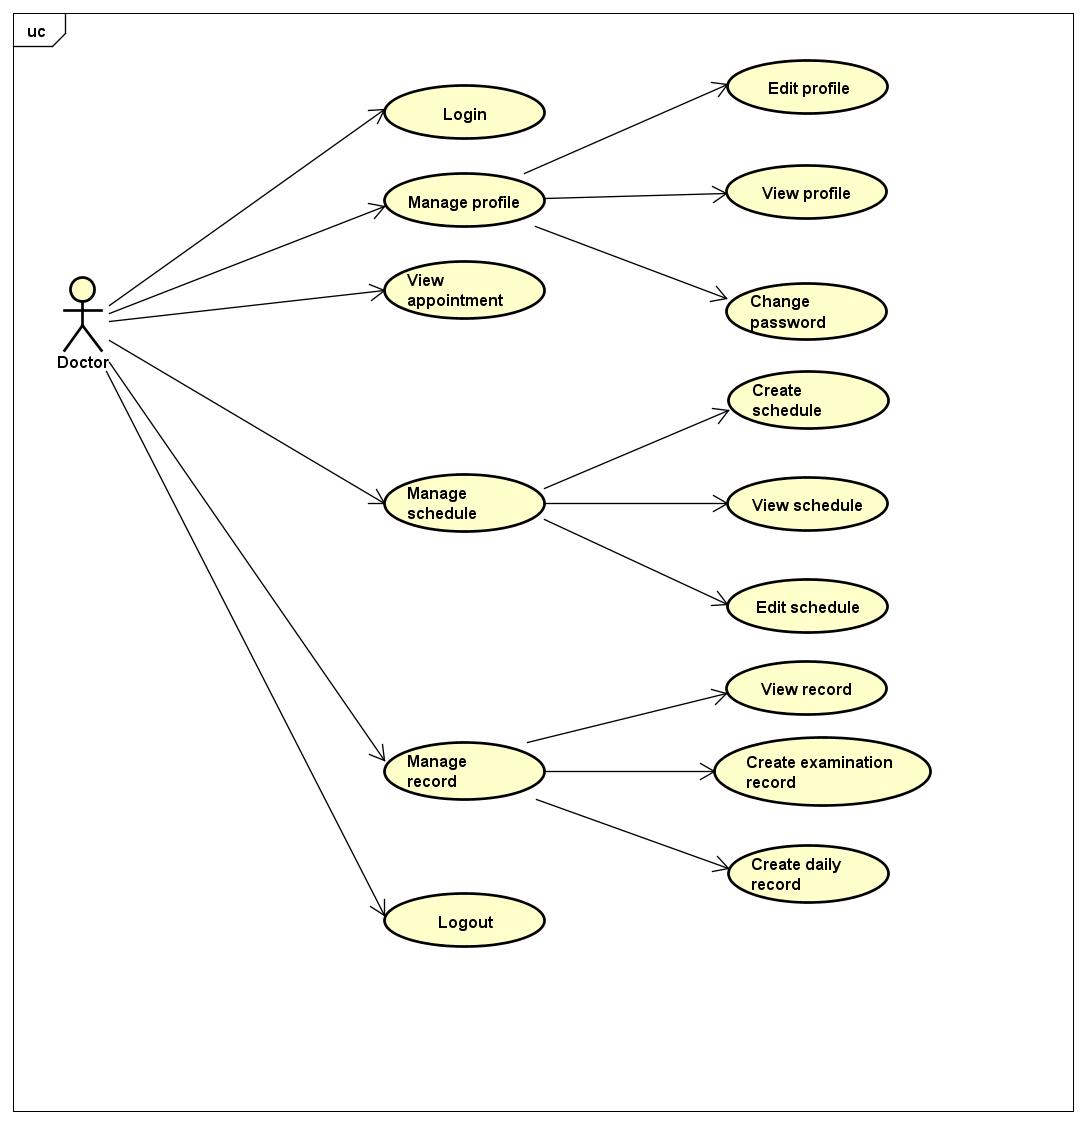 uc
Edit profile
Login
View profile
Manage profile
View
appointment
Change
password
Doctor
Create
schedule
Manage
schedule
View schedule
Edit schedule
View record
Manage
record
Create examination
record
Create daily
record
Logout